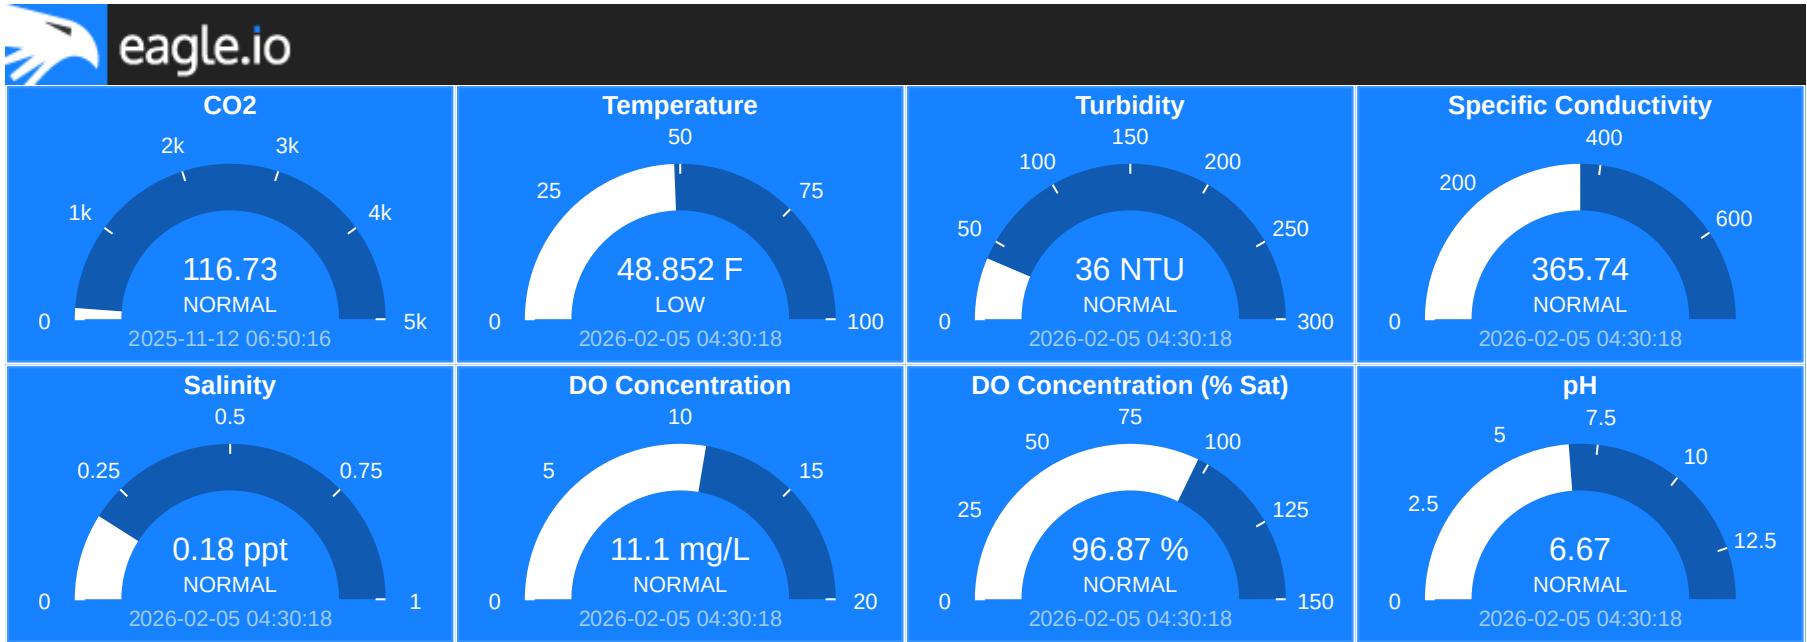 eagle.io
CO2
0
1k
2k
3k
4k
5k
116.73
NORMAL
2025-11-12 06:50:16
Temperature
0
25
50
75
100
48.852 F
LOW
2026-02-05 04:30:18
Turbidity
0
50
100
150
200
250
300
36 NTU
NORMAL
2026-02-05 04:30:18
Specific Conductivity
0
200
400
600
365.74
NORMAL
2026-02-05 04:30:18
Salinity
0
0.25
0.5
0.75
1
0.18 ppt
NORMAL
2026-02-05 04:30:18
DO Concentration
0
5
10
15
20
11.1 mg/L
NORMAL
2026-02-05 04:30:18
DO Concentration (% Sat)
0
25
50
75
100
125
150
96.87 %
NORMAL
2026-02-05 04:30:18
pH
0
2.5
5
7.5
10
12.5
6.67
NORMAL
2026-02-05 04:30:18